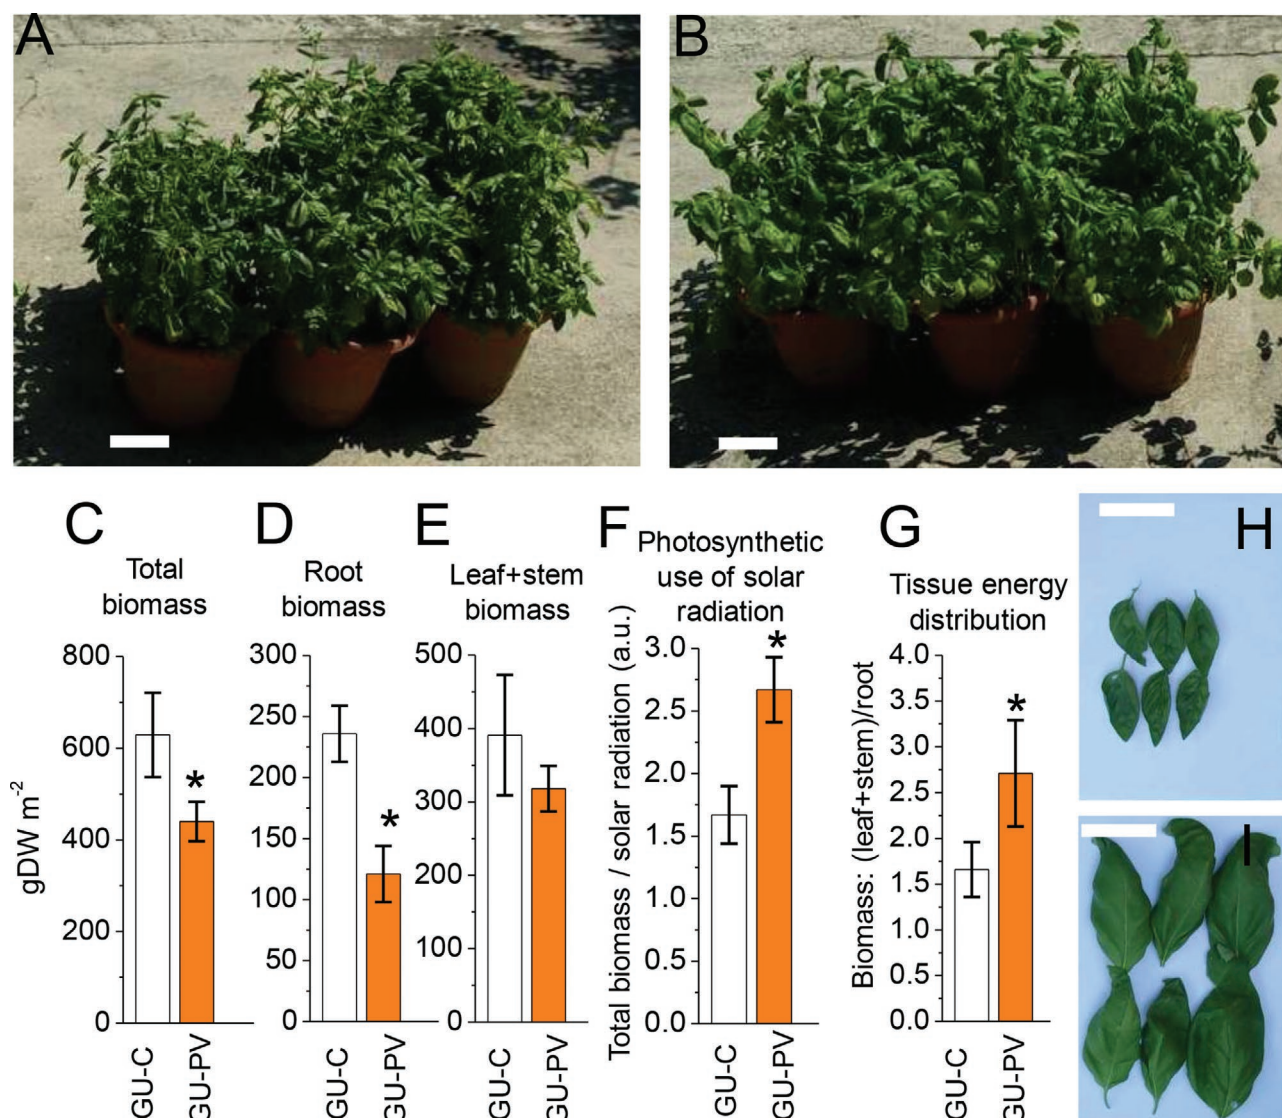 A
B
C
Total
biomass
D
Root
biomass
E
Leaf+stem
biomass
F
Photosynthetic
use of solar
radiation
G
Tissue energy
distribution
H
I
gDW m⁻²
800
600
400
200
0
*
GU-C
GU-PV
300
250
200
150
100
50
0
*
GU-C
GU-PV
500
400
300
200
100
0
GU-C
GU-PV
Total biomass / solar radiation (a.u.)
3.0
2.5
2.0
1.5
1.0
0.5
0.0
*
GU-C
GU-PV
Biomass: (leaf+stem)/root
4.0
3.5
3.0
2.5
2.0
1.5
1.0
0.5
0.0
*
GU-C
GU-PV